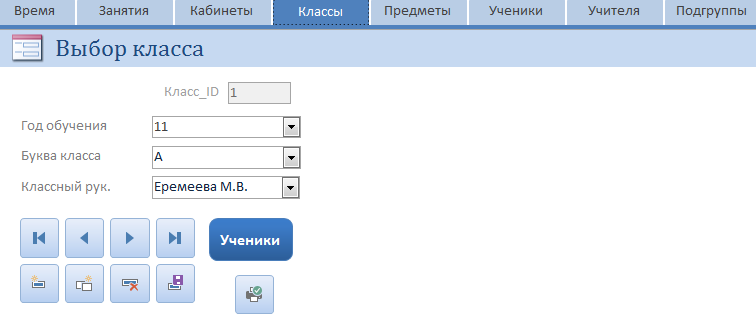 Время Занятия Кабинеты Классы Предметы Ученики Учителя Подгруппы
Выбор класса
Класс_ID 1
Год обучения 11
Буква класса А
Классный рук. Еремеева М.В.
Ученики